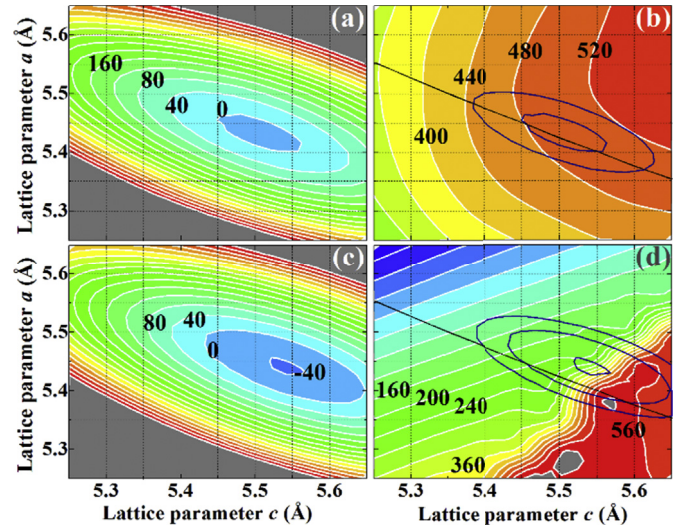 (a)
(b)
Lattice parameter a (Å)
5.6
5.5
5.4
5.3
160
80
40
0
480
520
440
400
(c)
(d)
Lattice parameter a (Å)
5.6
5.5
5.4
5.3
80
40
0
-40
160
200
240
360
560
5.3 5.4 5.5 5.6
5.3 5.4 5.5 5.6
Lattice parameter c (Å)
Lattice parameter c (Å)